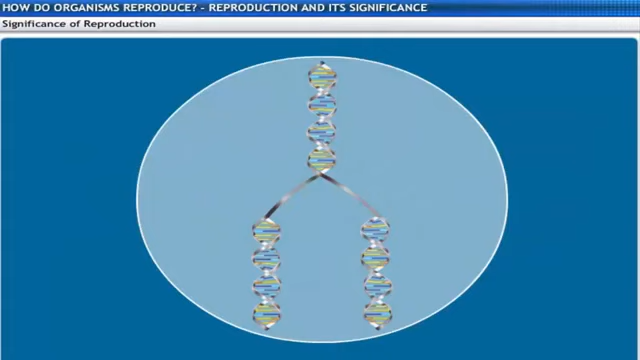 HOW DO ORGANISMS REPRODUCE? - REPRODUCTION AND ITS SIGNIFICANCE
Significance of Reproduction